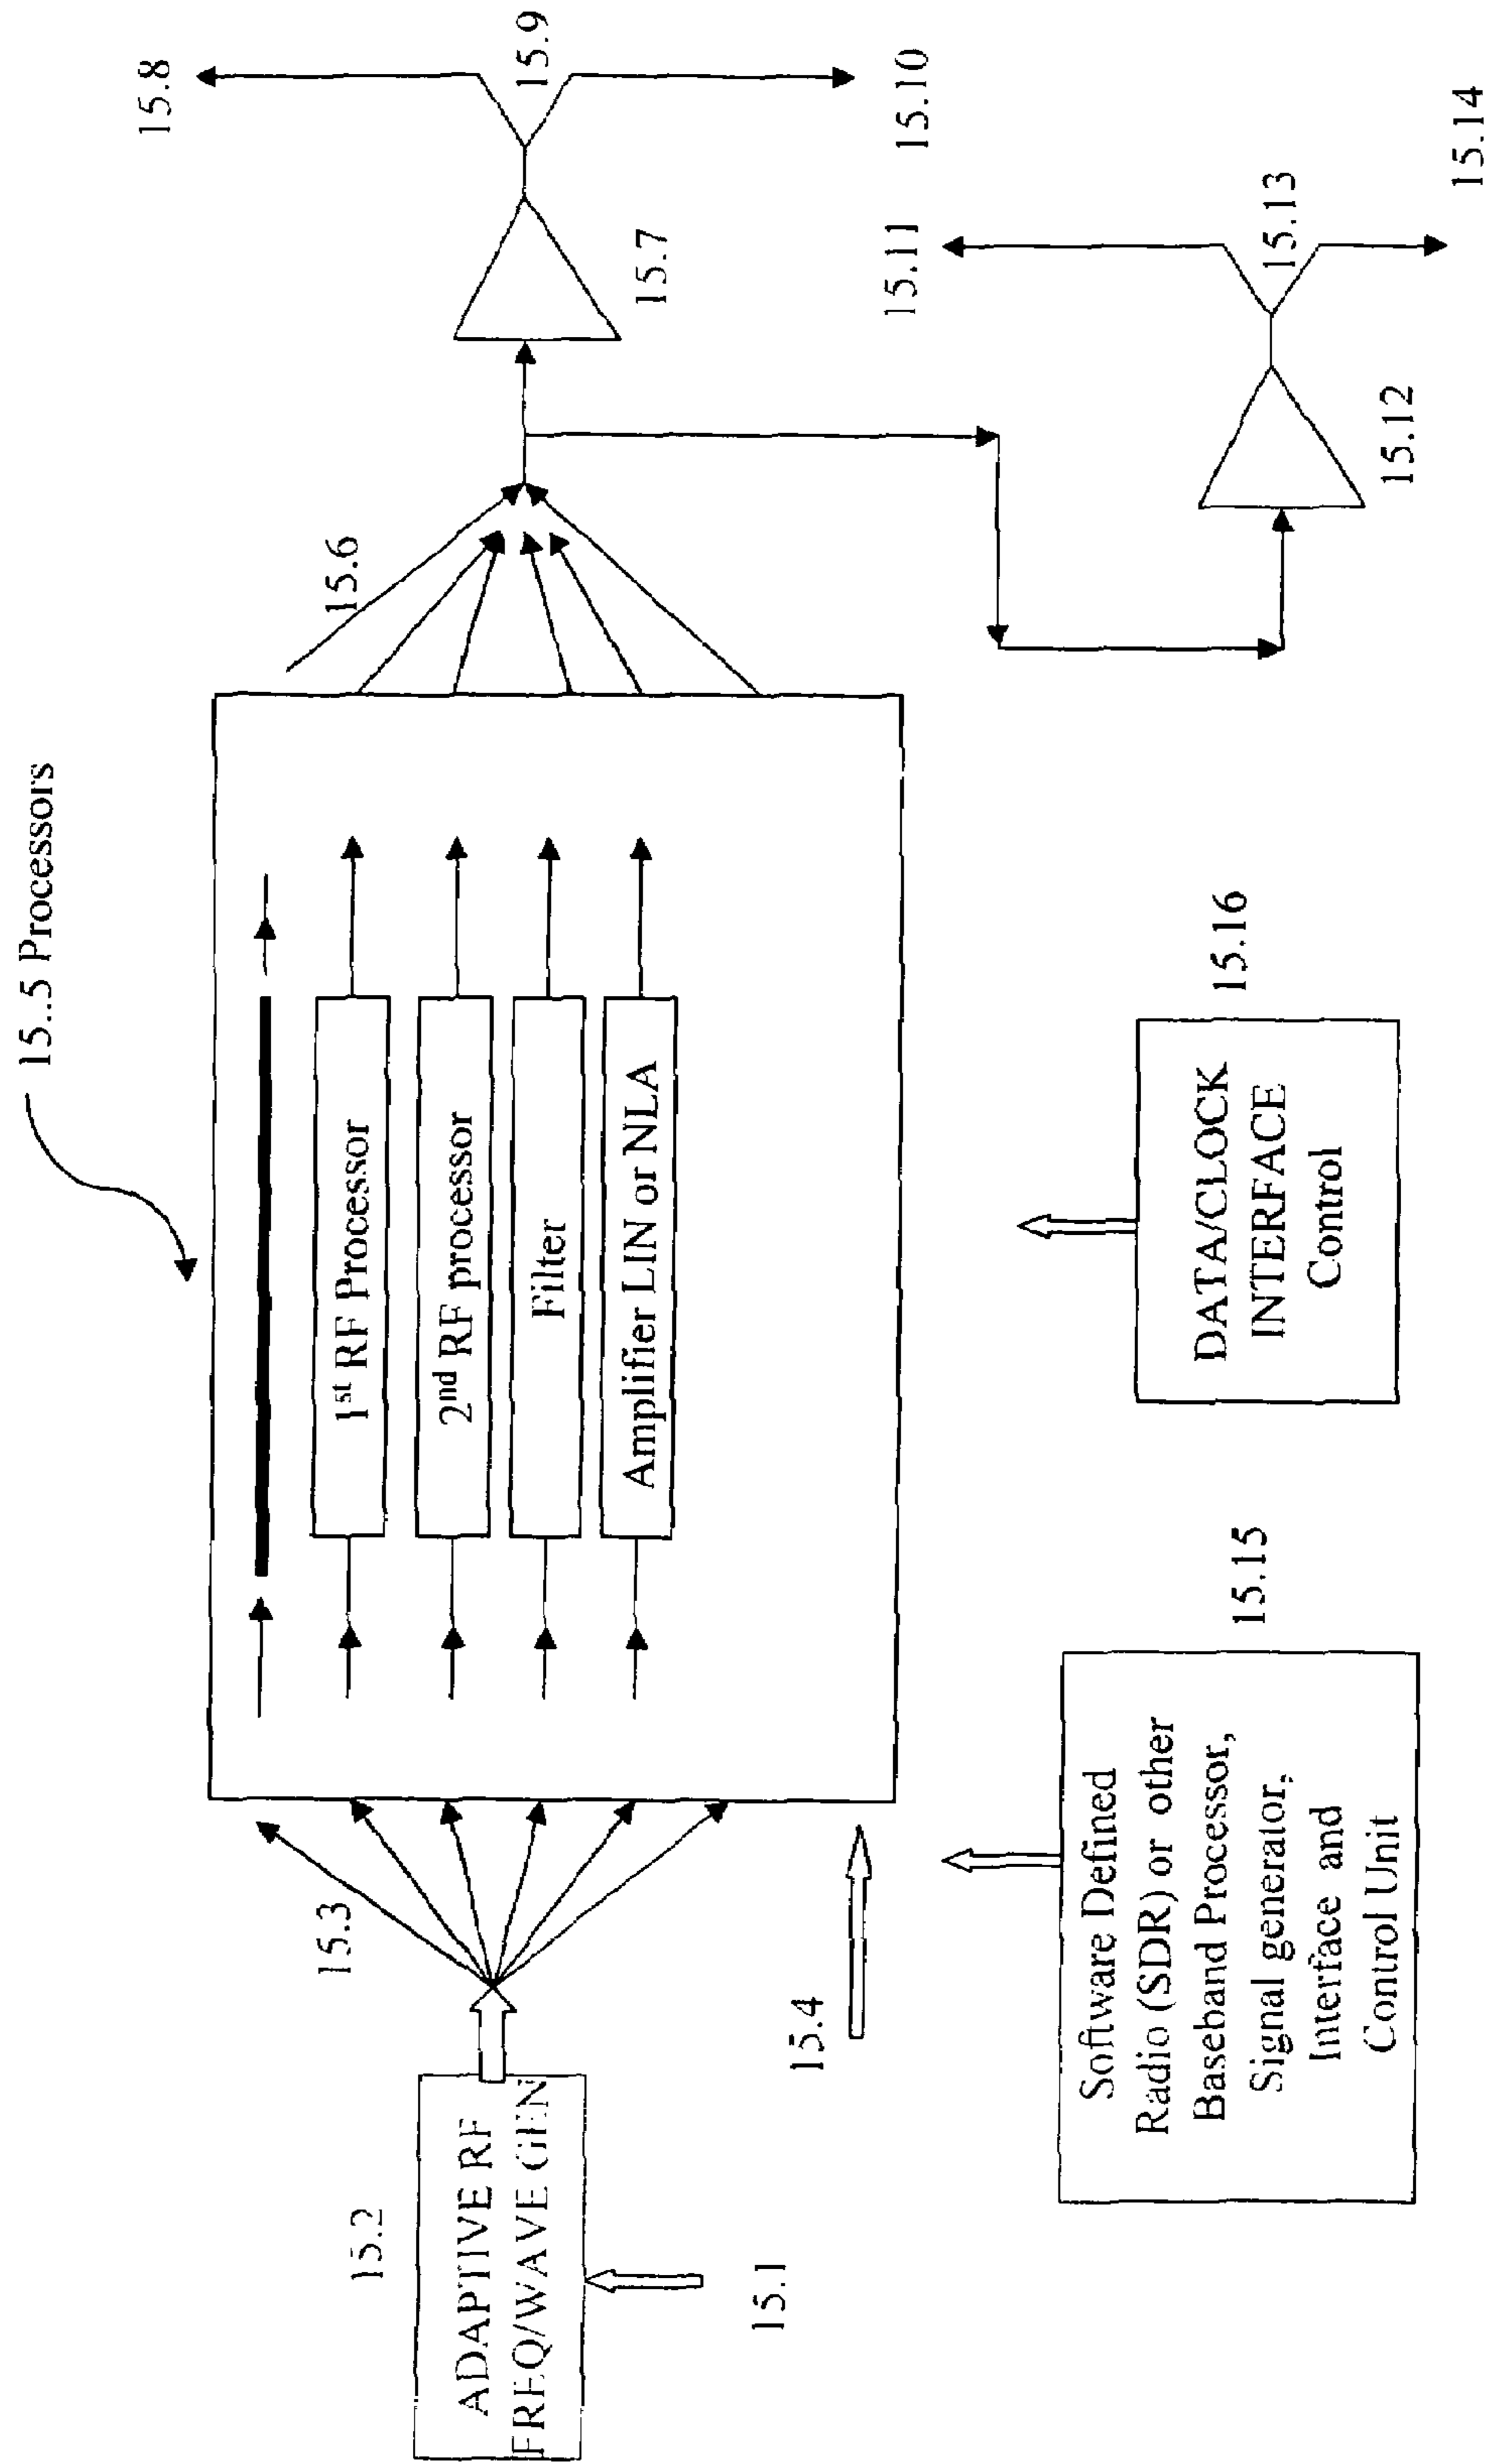 15..5 Processors
15.8
15.9
15.10
15.7
15.6
15.11
15.13
15.14
15.12
1st RF Processor
2nd RF processor
Filter
Amplifier LIN or NLA
15.3
15.2
ADAPTIVE RF
FREQ/WAVE GEN
15.1
15.4
15.15
Software Defined
Radio (SDR) or other
Baseband Processor,
Signal generator,
Interface and
Control Unit
15.16
DATA/CLOCK
INTERFACE
Control